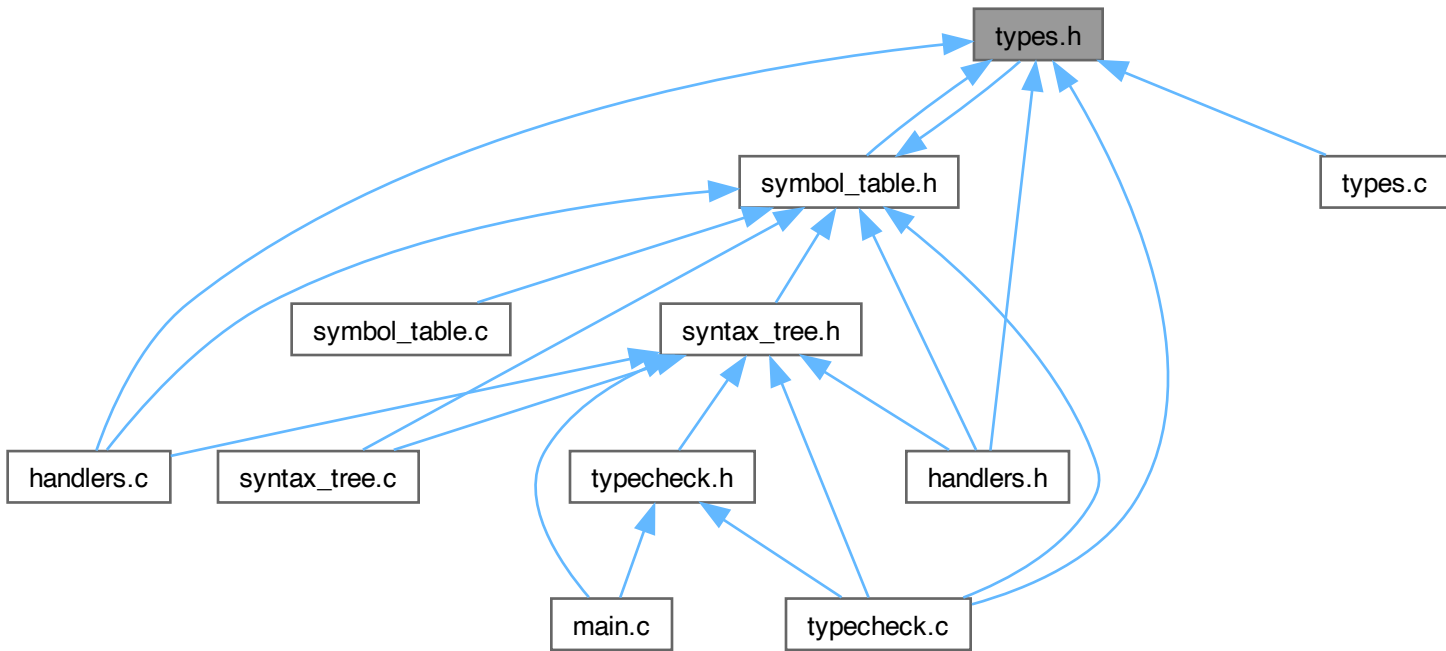 types.h
symbol_table.h
types.c
symbol_table.c
syntax_tree.h
handlers.c
syntax_tree.c
typecheck.h
handlers.h
main.c
typecheck.c